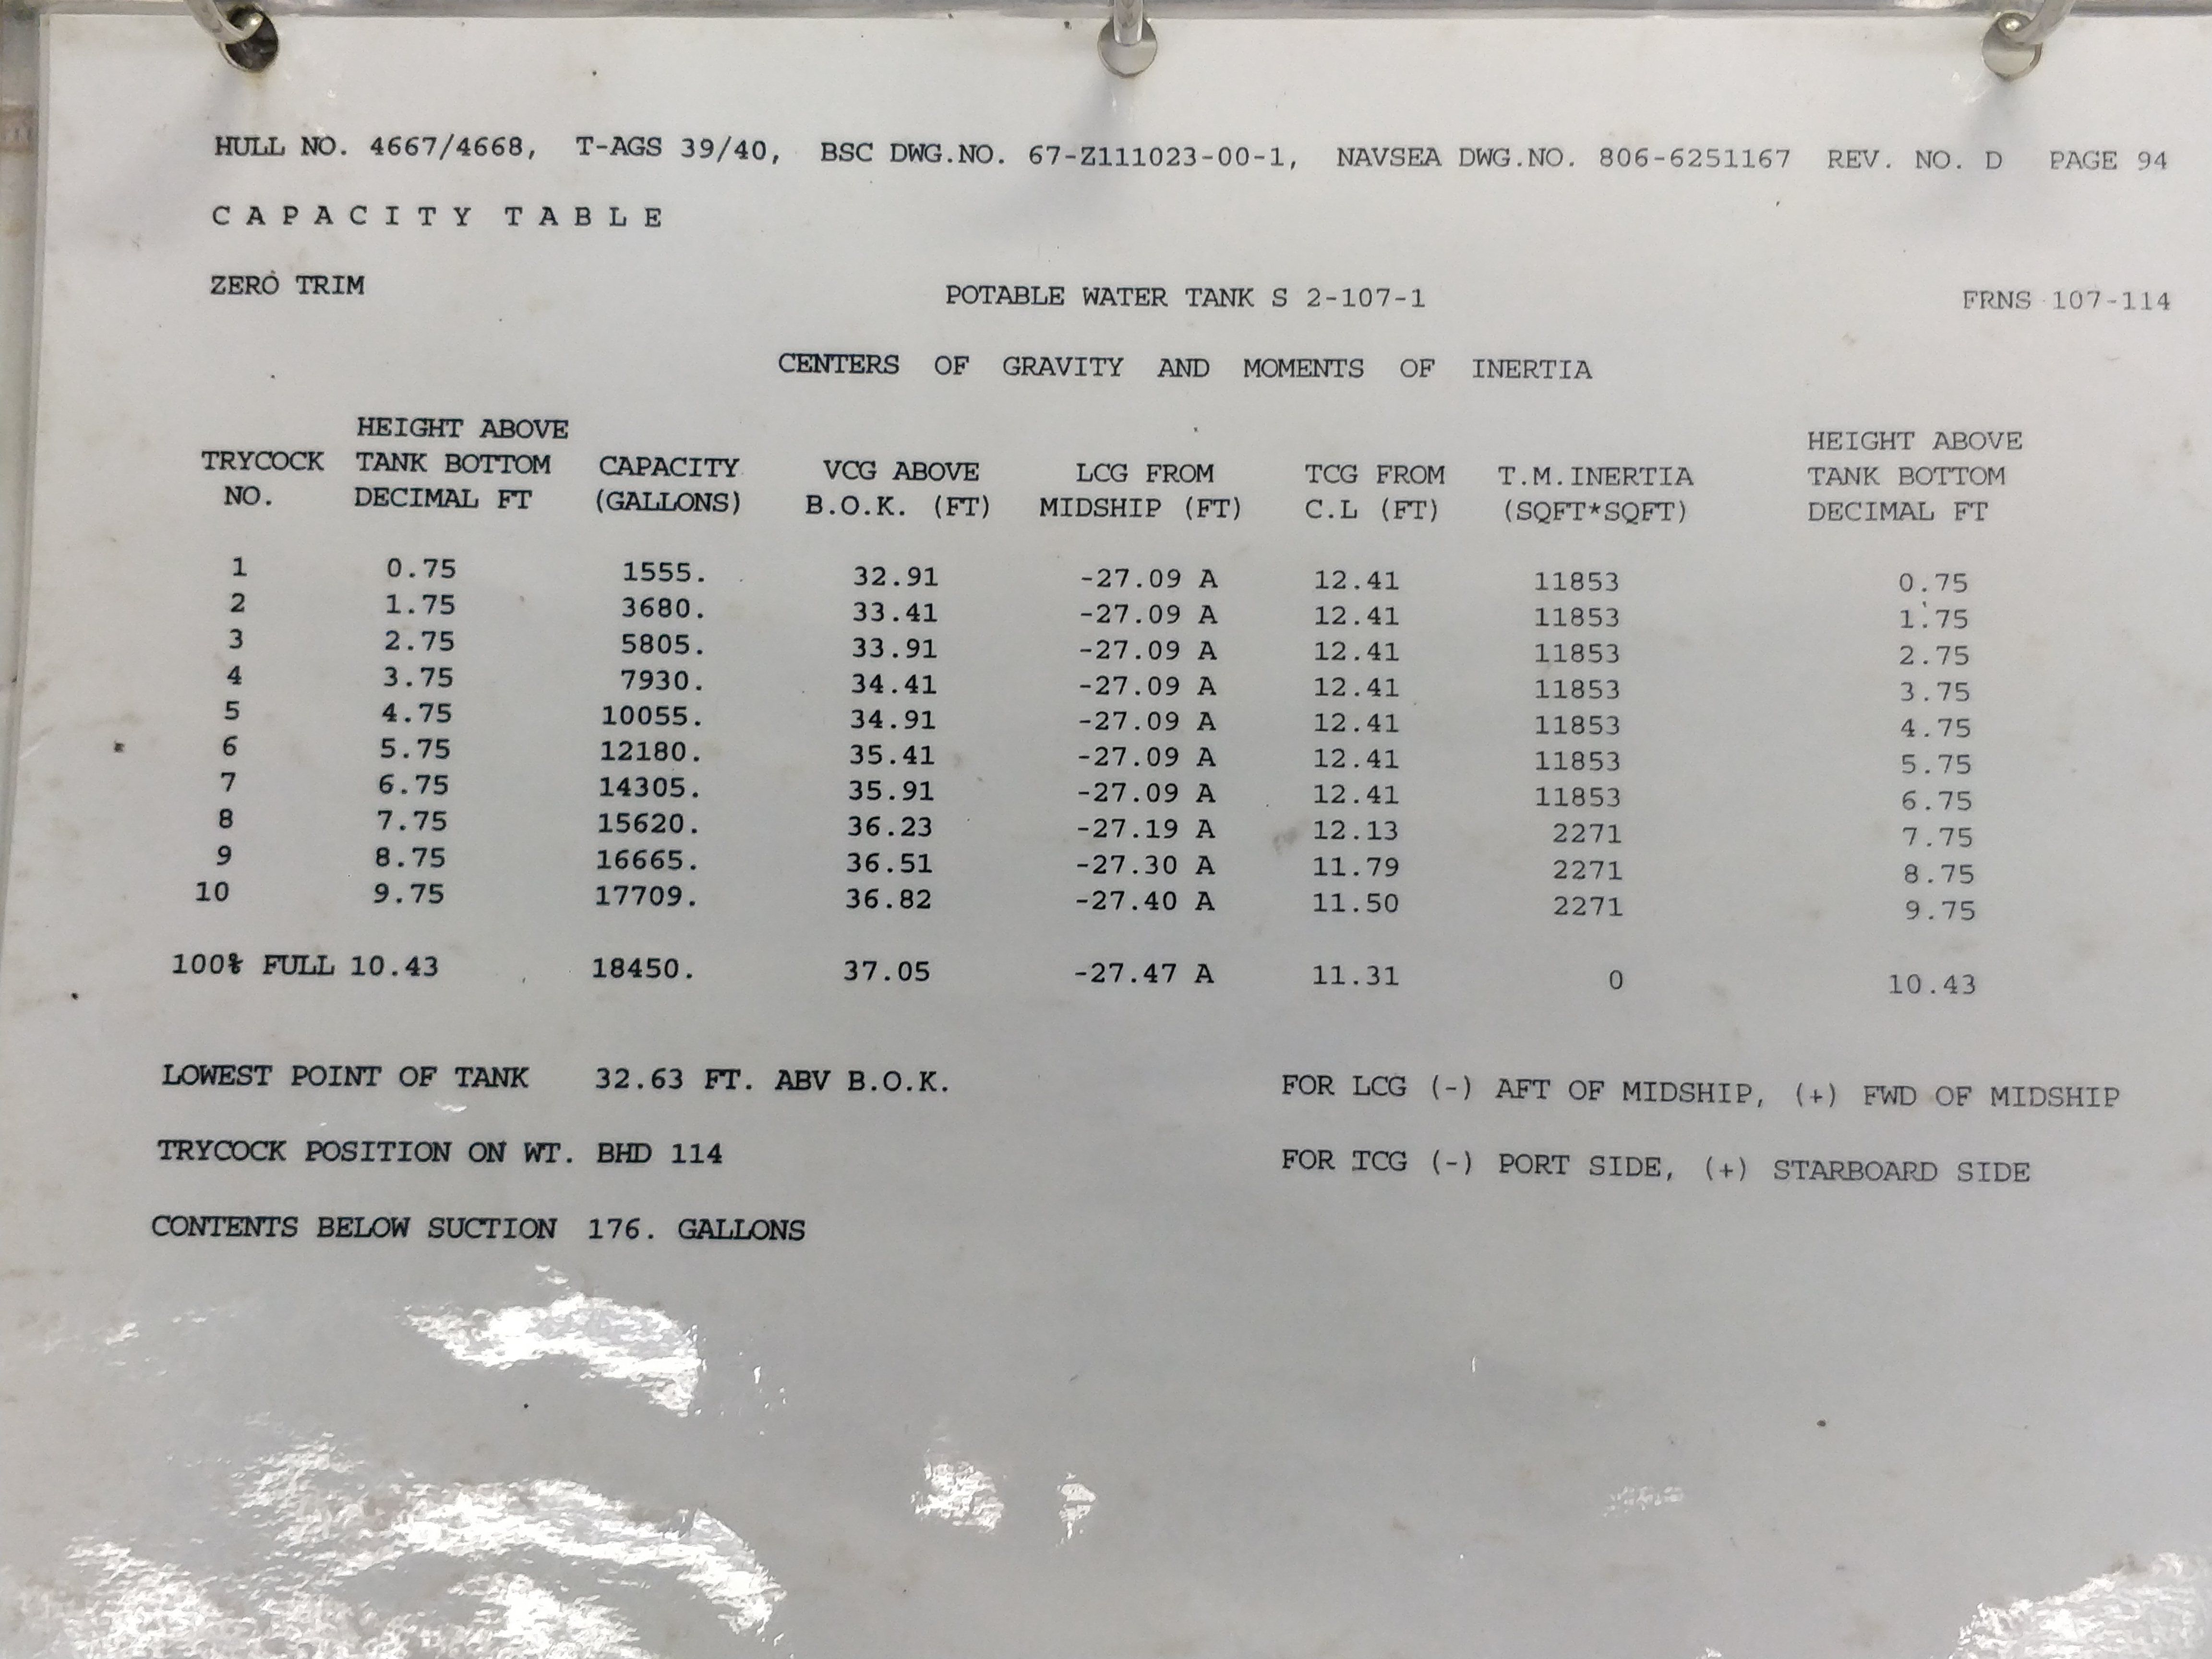 HULL NO. 4667/4668, T-AGS 39/40, BSC DWG.NO. 67-Z111023-00-1, NAVSEA DWG.NO. 806-6251167 REV. NO. D PAGE 94
C A P A C I T Y T A B L E
ZERO TRIM POTABLE WATER TANK S 2-107-1 FRNS 107-114
CENTERS OF GRAVITY AND MOMENTS OF INERTIA
HEIGHT ABOVE HEIGHT ABOVE
TRYCOCK TANK BOTTOM CAPACITY VCG ABOVE LCG FROM TCG FROM T.M.INERTIA TANK BOTTOM
NO. DECIMAL FT (GALLONS) B.O.K. (FT) MIDSHIP (FT) C.L (FT) (SQFT*SQFT) DECIMAL FT
1 0.75 1555. 32.91 -27.09 A 12.41 11853 0.75
2 1.75 3680. 33.41 -27.09 A 12.41 11853 1.75
3 2.75 5805. 33.91 -27.09 A 12.41 11853 2.75
4 3.75 7930. 34.41 -27.09 A 12.41 11853 3.75
5 4.75 10055. 34.91 -27.09 A 12.41 11853 4.75
6 5.75 12180. 35.41 -27.09 A 12.41 11853 5.75
7 6.75 14305. 35.91 -27.09 A 12.41 11853 6.75
8 7.75 15620. 36.23 -27.19 A 12.13 2271 7.75
9 8.75 16665. 36.51 -27.30 A 11.79 2271 8.75
10 9.75 17709. 36.82 -27.40 A 11.50 2271 9.75
100% FULL 10.43 18450. 37.05 -27.47 A 11.31 0 10.43
LOWEST POINT OF TANK 32.63 FT. ABV B.O.K. FOR LCG (-) AFT OF MIDSHIP, (+) FWD OF MIDSHIP
TRYCOCK POSITION ON WT. BHD 114 FOR TCG (-) PORT SIDE, (+) STARBOARD SIDE
CONTENTS BELOW SUCTION 176. GALLONS